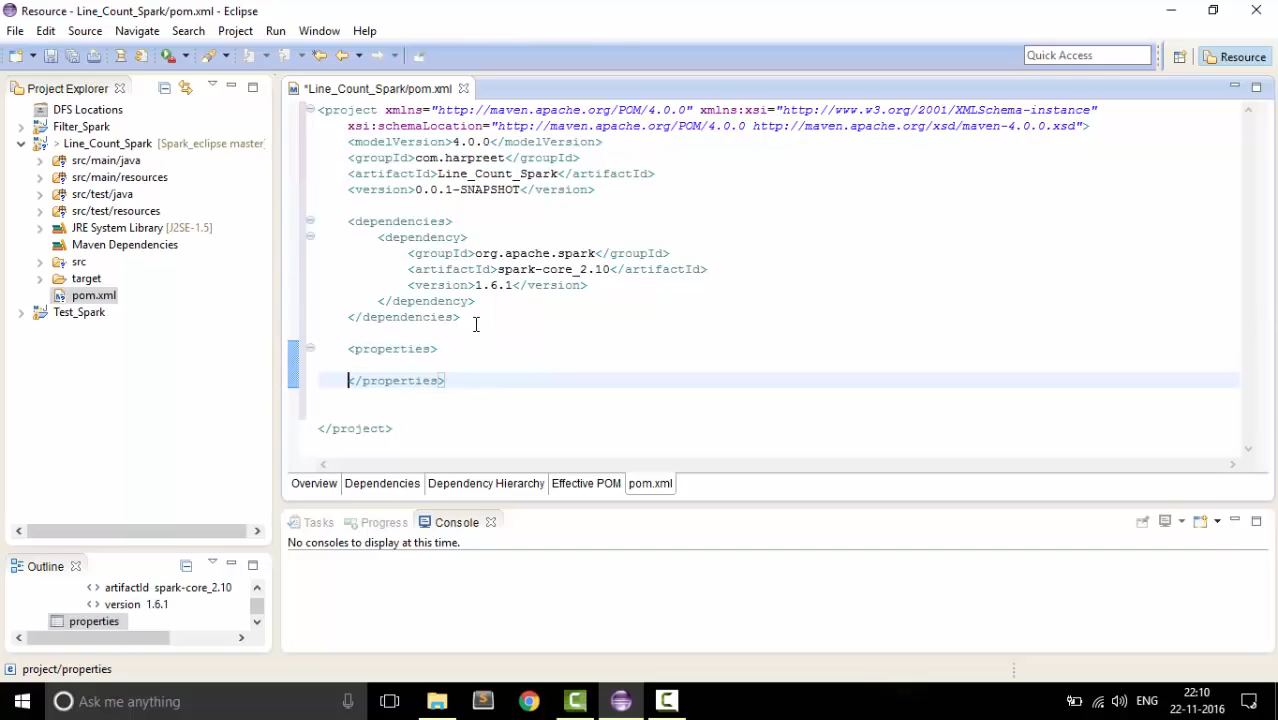 Resource - Line_Count_Spark/pom.xml - Eclipse
File Edit Source Navigate Search Project Run Window Help
Quick Access
Resource
Project Explorer
*Line_Count_Spark/pom.xml
DFS Locations
Filter_Spark
> Line_Count_Spark [Spark_eclipse master]
src/main/java
src/main/resources
src/test/java
src/test/resources
JRE System Library [J2SE-1.5]
Maven Dependencies
src
target
pom.xml
Test_Spark
<project xmlns="http://maven.apache.org/POM/4.0.0" xmlns:xsi="http://www.w3.org/2001/XMLSchema-instance"
xsi:schemaLocation="http://maven.apache.org/POM/4.0.0 http://maven.apache.org/xsd/maven-4.0.0.xsd">
<modelVersion>4.0.0</modelVersion>
<groupId>com.harpreet</groupId>
<artifactId>Line_Count_Spark</artifactId>
<version>0.0.1-SNAPSHOT</version>
<dependencies>
<dependency>
<groupId>org.apache.spark</groupId>
<artifactId>spark-core_2.10</artifactId>
<version>1.6.1</version>
</dependency>
</dependencies>
<properties>
</properties>
</project>
Overview Dependencies Dependency Hierarchy Effective POM pom.xml
Tasks Progress Console
No consoles to display at this time.
Outline
artifactId spark-core_2.10
version 1.6.1
properties
project/properties
Ask me anything
ENG
22:10
22-11-2016